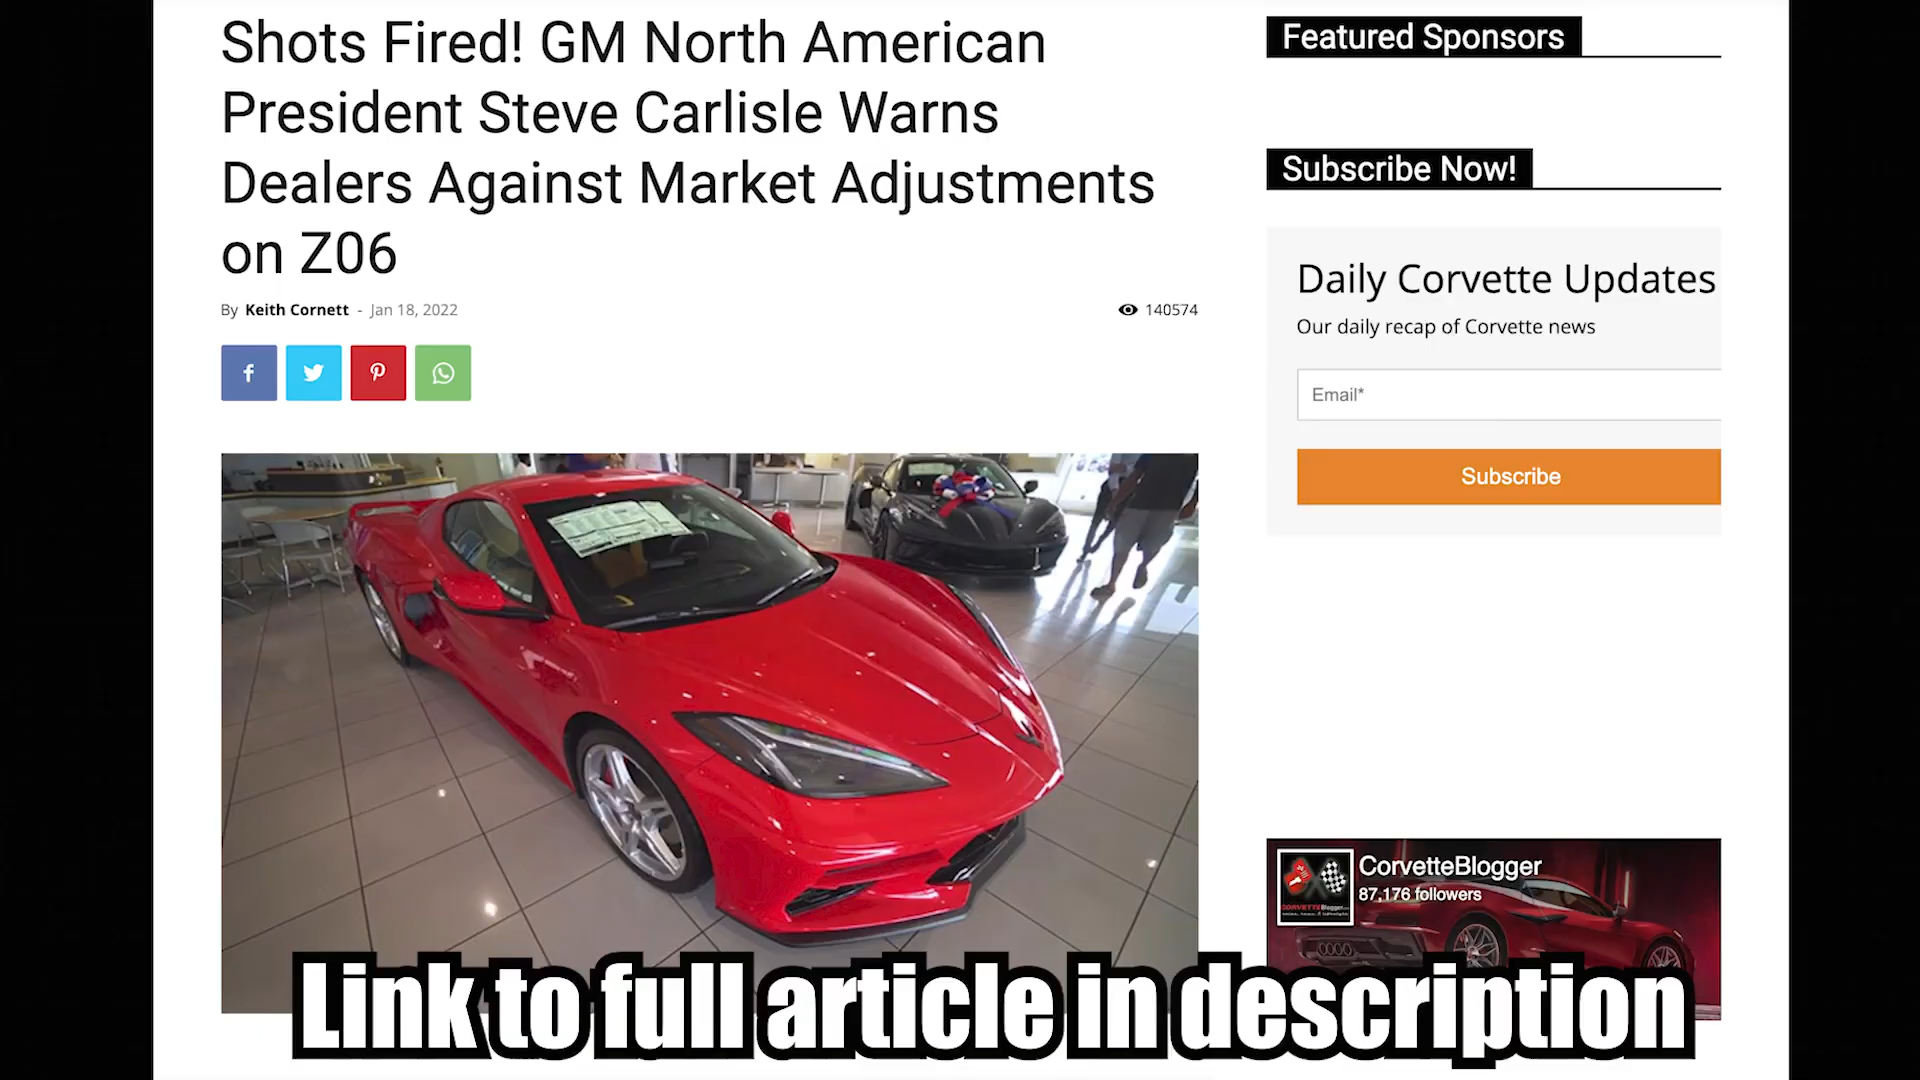 Shots Fired! GM North American
President Steve Carlisle Warns
Dealers Against Market Adjustments
on Z06
By Keith Cornett - Jan 18, 2022
140574
Featured Sponsors
Subscribe Now!
Daily Corvette Updates
Our daily recap of Corvette news
Email*
Subscribe
CorvetteBlogger
87,176 followers
Link to full article in description